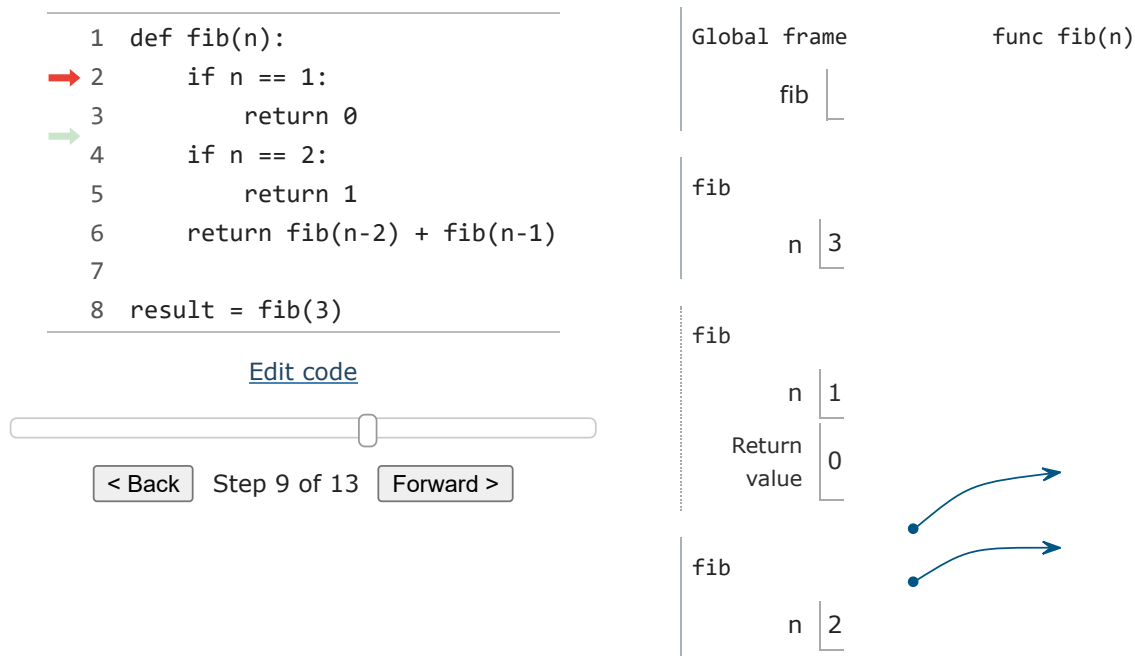 1 def fib(n):
2 if n == 1:
3 return 0
4 if n == 2:
5 return 1
6 return fib(n-2) + fib(n-1)
7
8 result = fib(3)
Edit code
< Back Step 9 of 13 Forward >
Global frame func fib(n)
fib
fib
n 3
fib
n 1
Return
value 0
fib
n 2